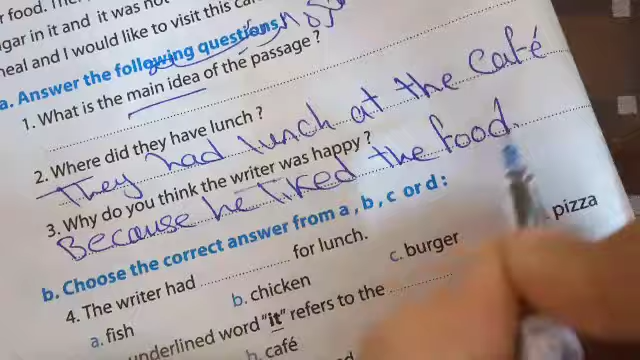 r food. The
gar in it and it was not
neal and I would like to visit this ca
a. Answer the following questions
1. What is the main idea of the passage ?
2. Where did they have lunch ?
They had lunch at the café
3. Why do you think the writer was happy ?
Because he liked the food.
b. Choose the correct answer from a , b , c or d :
4. The writer had .................... for lunch.
a. fish b. chicken c. burger pizza
underlined word "it" refers to the ....................
b. café